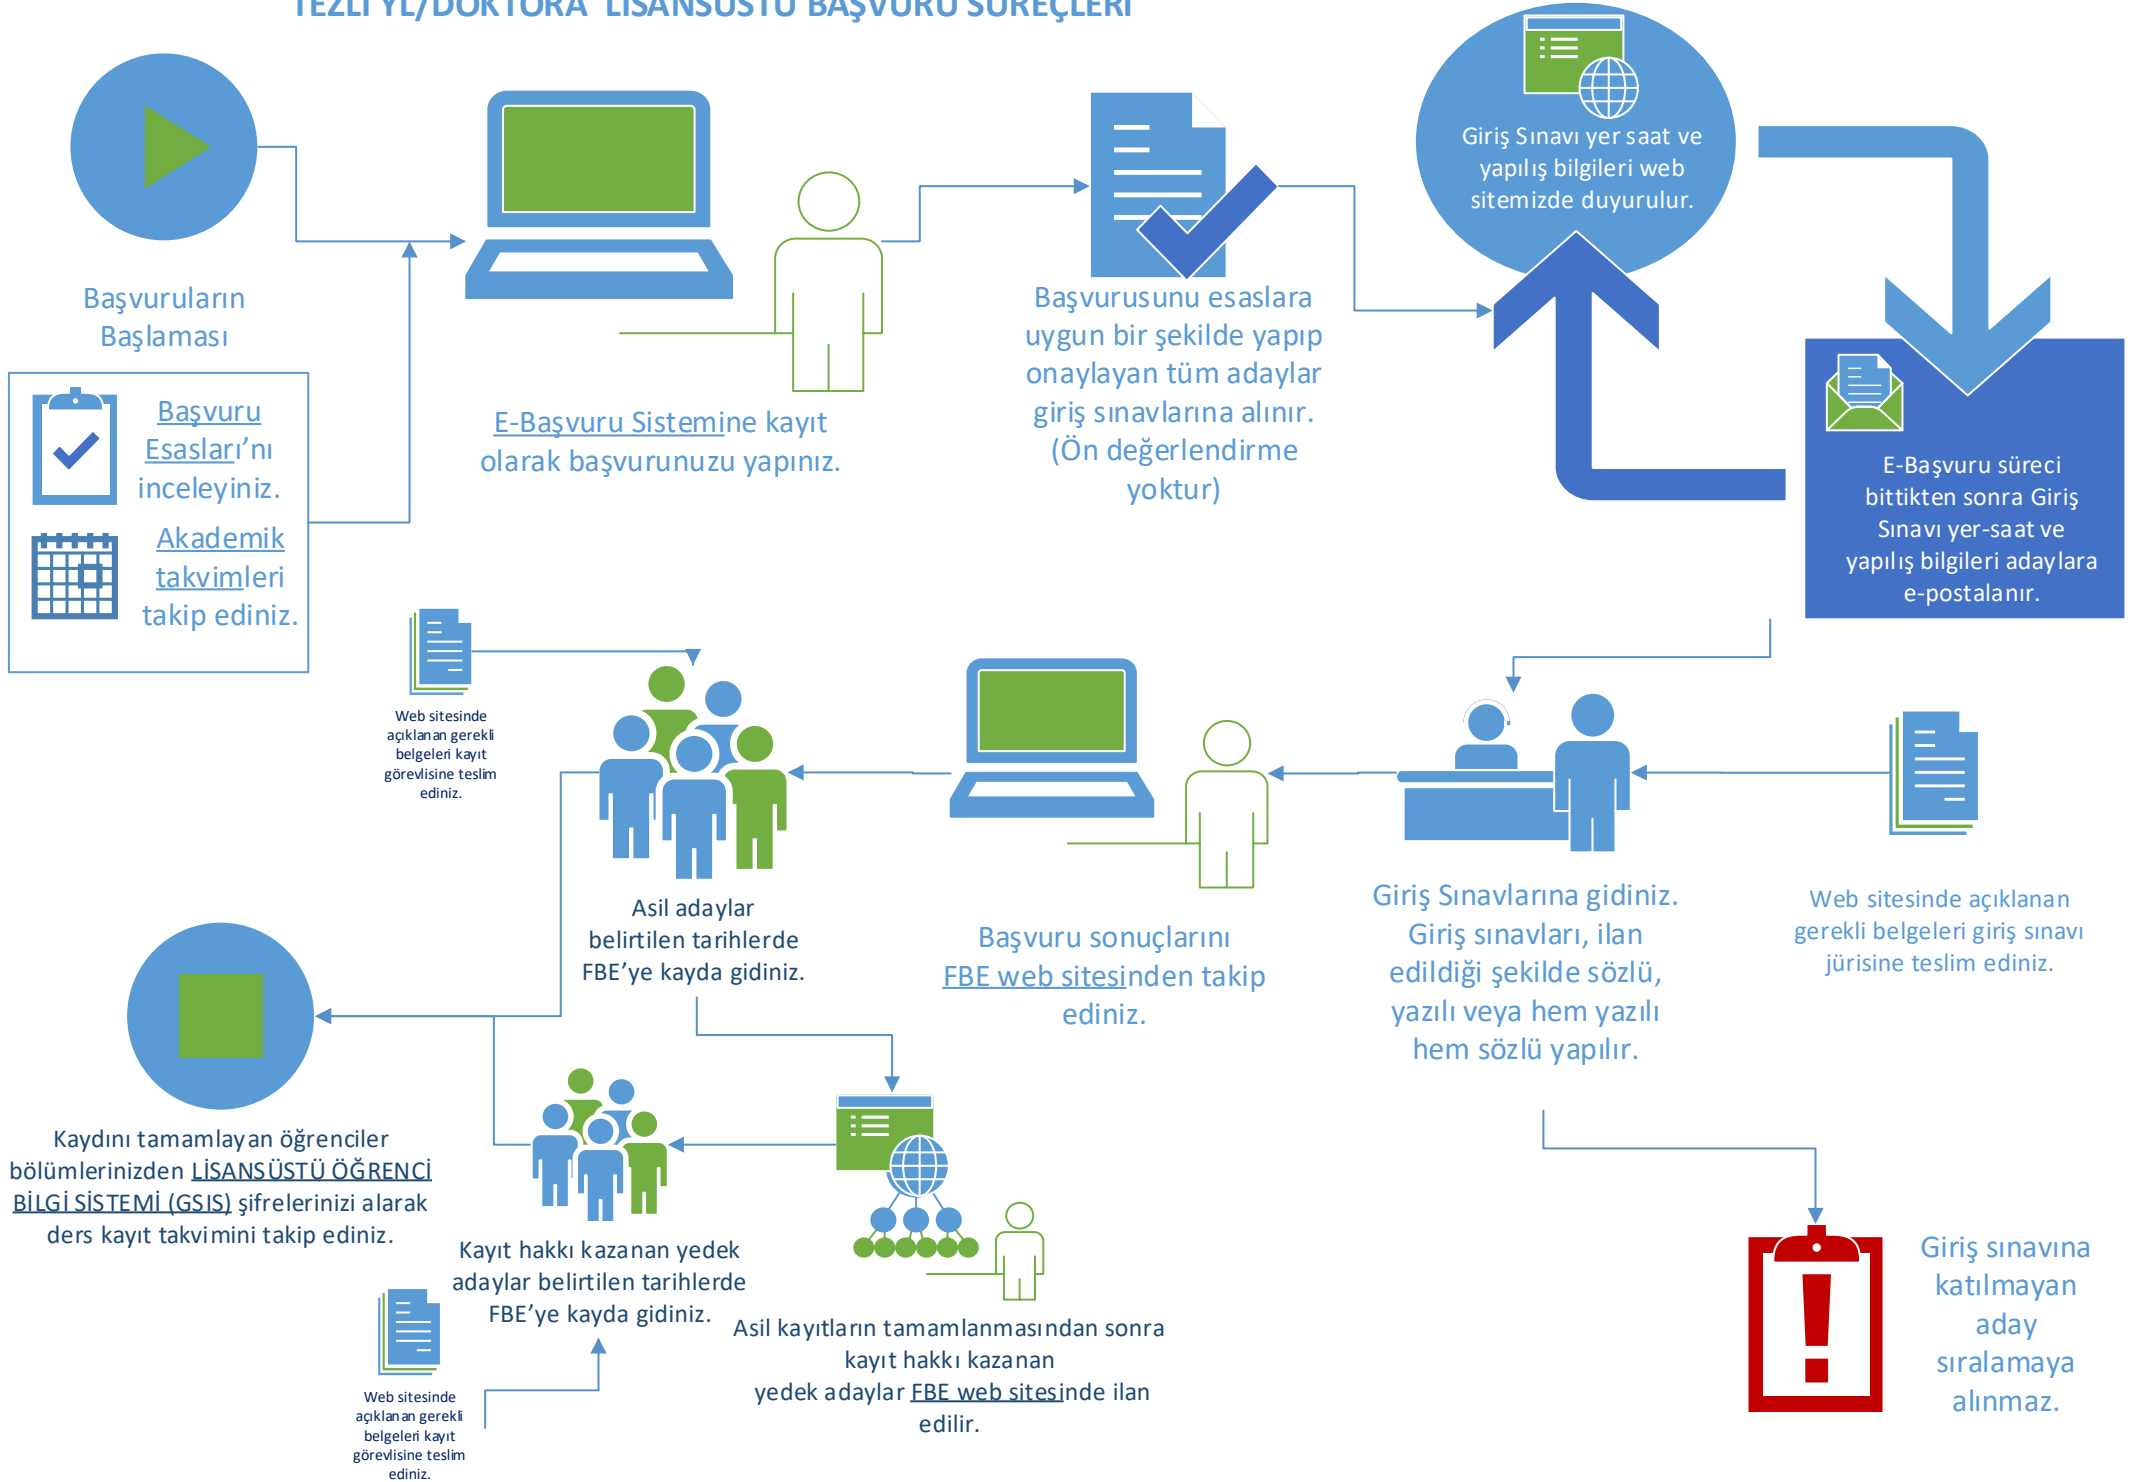 TEZLİ YL/DOKTORA LİSANSÜSTÜ BAŞVURU SÜREÇLERİ
Başvuruların
Başlaması
Başvuru
Esasları’nı
inceleyiniz.
Akademik
takvimleri
takip ediniz.
E-Başvuru Sistemine kayıt
olarak başvurunuzu yapınız.
Başvurusunu esaslara
uygun bir şekilde yapıp
onaylayan tüm adaylar
giriş sınavlarına alınır.
(Ön değerlendirme
yoktur)
Giriş Sınavı yer saat ve
yapılış bilgileri web
sitemizde duyurulur.
E-Başvuru süreci
bittikten sonra Giriş
Sınavı yer-saat ve
yapılış bilgileri adaylara
e-postalanır.
Web sitesinde açıklanan
gerekli belgeleri giriş sınavı
jürisine teslim ediniz.
Giriş Sınavlarına gidiniz.
Giriş sınavları, ilan
edildiği şekilde sözlü,
yazılı veya hem yazılı
hem sözlü yapılır.
Giriş sınavına
katılmayan
aday
sıralamaya
alınmaz.
Başvuru sonuçlarını
FBE web sitesinden takip
ediniz.
Web sitesinde
açıklanan gerekli
belgeleri kayıt
görevlisine teslim
ediniz.
Asil adaylar
belirtilen tarihlerde
FBE’ye kayda gidiniz.
Asil kayıtların tamamlanmasından sonra
kayıt hakkı kazanan
yedek adaylar FBE web sitesinde ilan
edilir.
Kayıt hakkı kazanan yedek
adaylar belirtilen tarihlerde
FBE’ye kayda gidiniz.
Web sitesinde
açıklanan gerekli
belgeleri kayıt
görevlisine teslim
ediniz.
Kaydını tamamlayan öğrenciler
bölümlerinizden LİSANSÜSTÜ ÖĞRENCİ
BİLGİ SİSTEMİ (GSIS) şifrelerinizi alarak
ders kayıt takvimini takip ediniz.